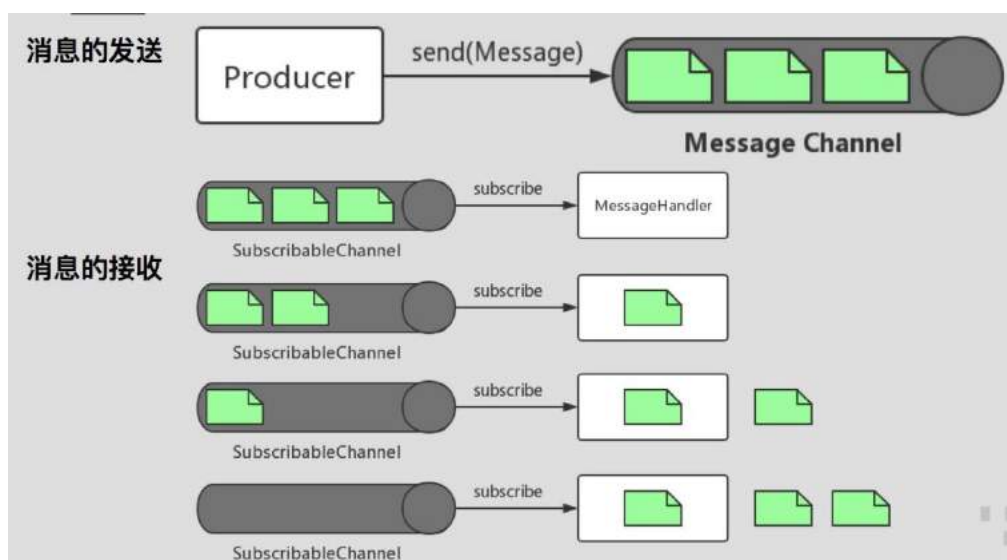 消息的发送
Producer
send(Message)
Message Channel
subscribe
MessageHandler
SubscribableChannel
消息的接收
subscribe
SubscribableChannel
subscribe
SubscribableChannel
subscribe
SubscribableChannel